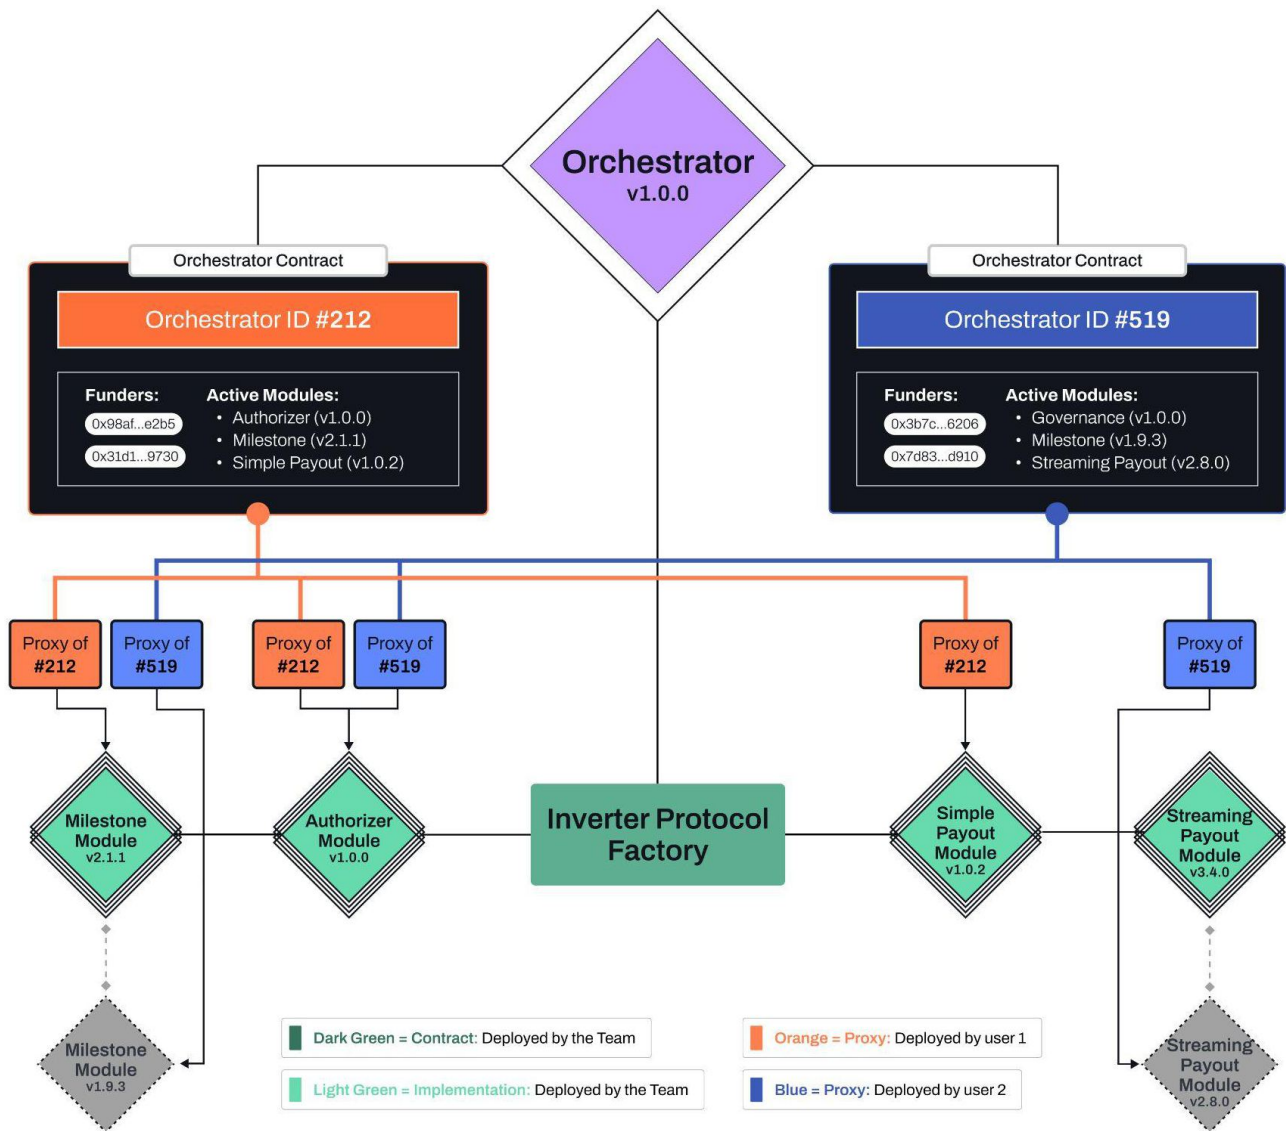 Orchestrator
v1.0.0
Orchestrator Contract
Orchestrator ID #212
Funders:
0x98af...e2b5
0x31d1...9730
Active Modules:
• Authorizer (v1.0.0)
• Milestone (v2.1.1)
• Simple Payout (v1.0.2)
Orchestrator Contract
Orchestrator ID #519
Funders:
0x3b7c...6206
0x7d83...d910
Active Modules:
• Governance (v1.0.0)
• Milestone (v1.9.3)
• Streaming Payout (v2.8.0)
Proxy of
#212
Proxy of
#519
Proxy of
#212
Proxy of
#519
Proxy of
#212
Proxy of
#519
Milestone
Module
v2.1.1
Authorizer
Module
v1.0.0
Inverter Protocol
Factory
Simple
Payout
Module
v1.0.2
Streaming
Payout
Module
v3.4.0
Milestone
Module
v1.9.3
Streaming
Payout
Module
v2.8.0
Dark Green = Contract: Deployed by the Team
Light Green = Implementation: Deployed by the Team
Orange = Proxy: Deployed by user 1
Blue = Proxy: Deployed by user 2